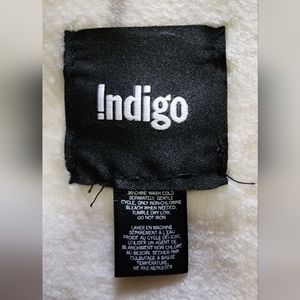 !ndigo
MACHINE WASH COLD
SEPARATELY, GENTLE
CYCLE, ONLY NON-CHLORINE
BLEACH WHEN NEEDED,
TUMBLE DRY LOW,
DO NOT IRON
LAVER EN MACHINE
SÉPARÉMENT À L'EAU
FROIDE AU CYCLE DÉLICAT,
UTILISER UN AGENT DE
BLANCHIMENT NON CHLORÉ
AU BESOIN, SÉCHER PAR
CULBUTAGE À BASSE
TEMPÉRATURE,
NE PAS REPASSER